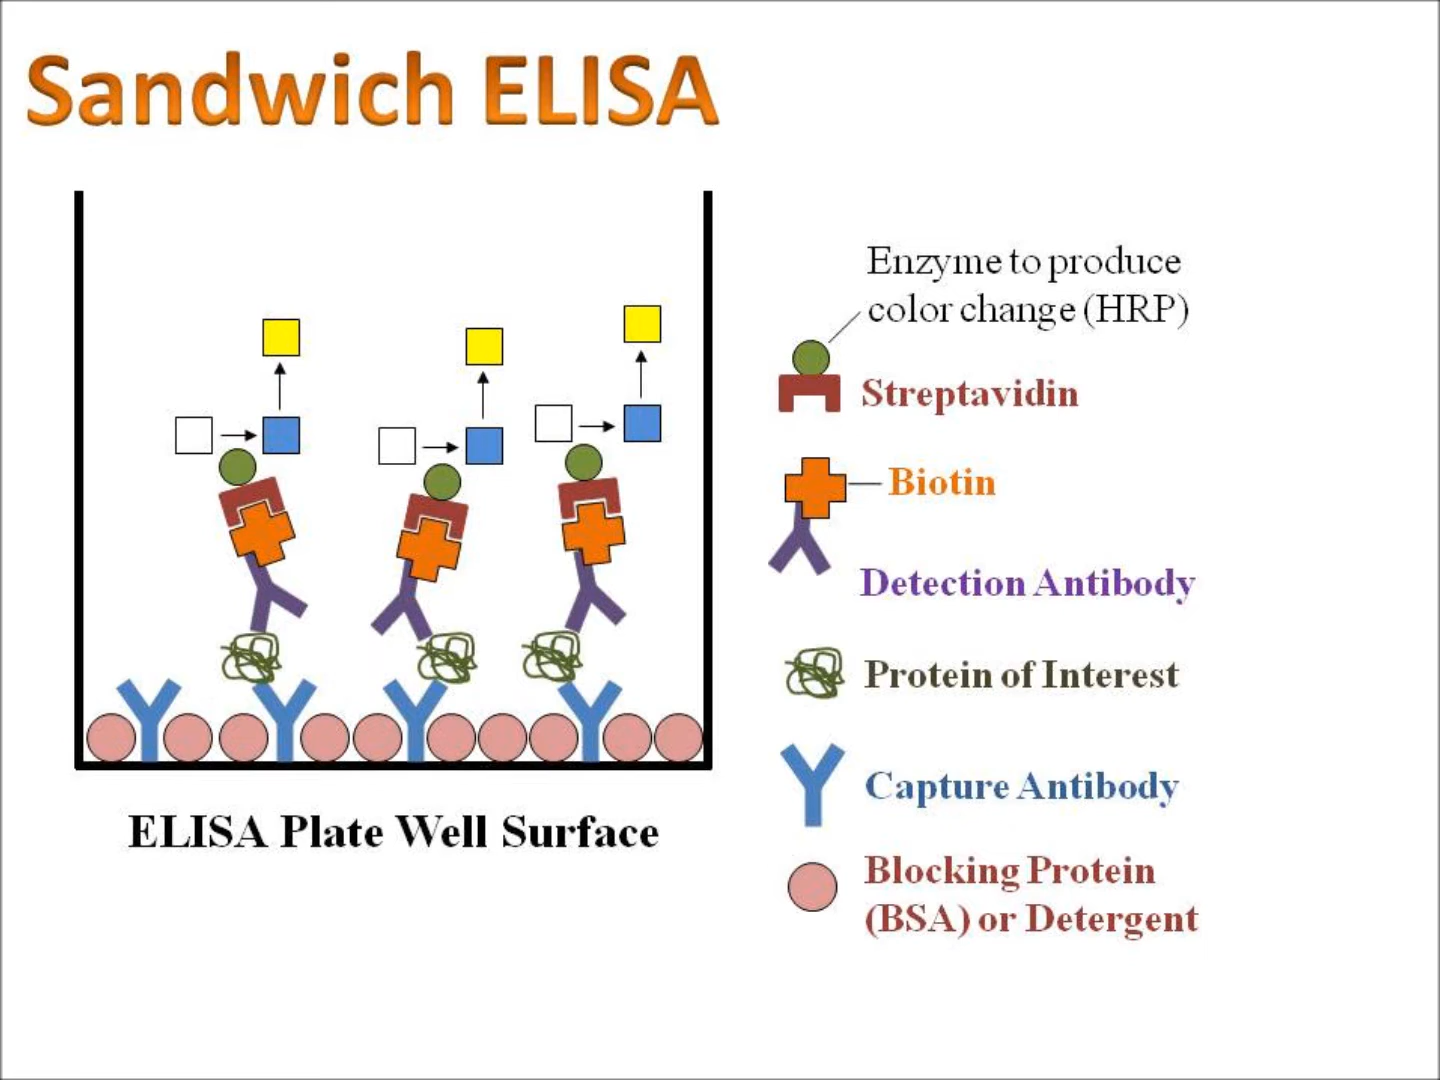 Sandwich ELISA
Enzyme to produce
color change (HRP)
Streptavidin
Biotin
Detection Antibody
Protein of Interest
Capture Antibody
Blocking Protein
(BSA) or Detergent
ELISA Plate Well Surface